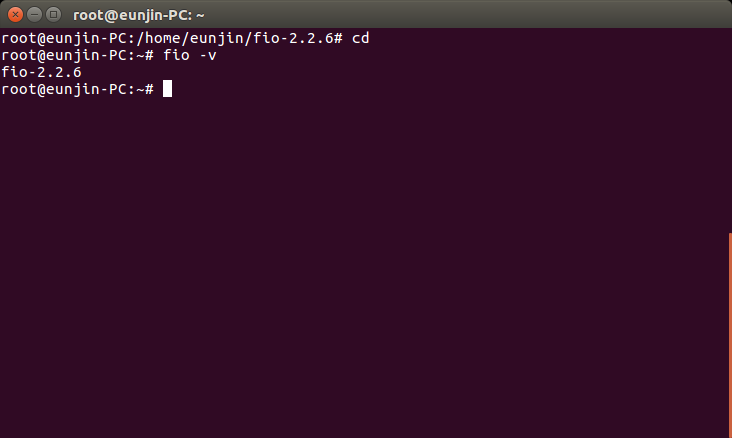 root@eunjin-PC: ~
root@eunjin-PC:/home/eunjin/fio-2.2.6# cd
root@eunjin-PC:~# fio -v
fio-2.2.6
root@eunjin-PC:~#